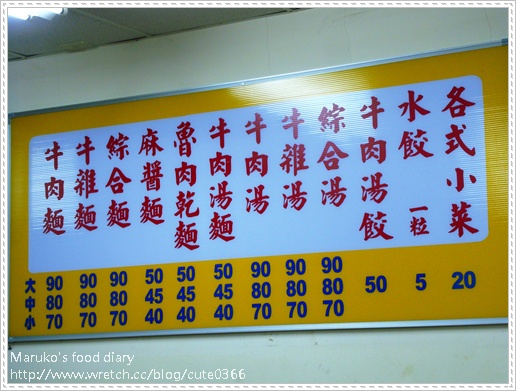 各式小菜
水餃 一粒
牛肉湯餃
綜合湯
牛雜湯
牛肉湯
牛肉湯麵
魯肉乾麵
麻醬麵
綜合麵
牛雜麵
牛肉麵
大 90 90 90 50 50 50 90 90 90
中 80 80 80 45 45 45 80 80 80 50 5 20
小 70 70 70 40 40 40 70 70 70
Maruko's food diary
http://www.wretch.cc/blog/cute0366